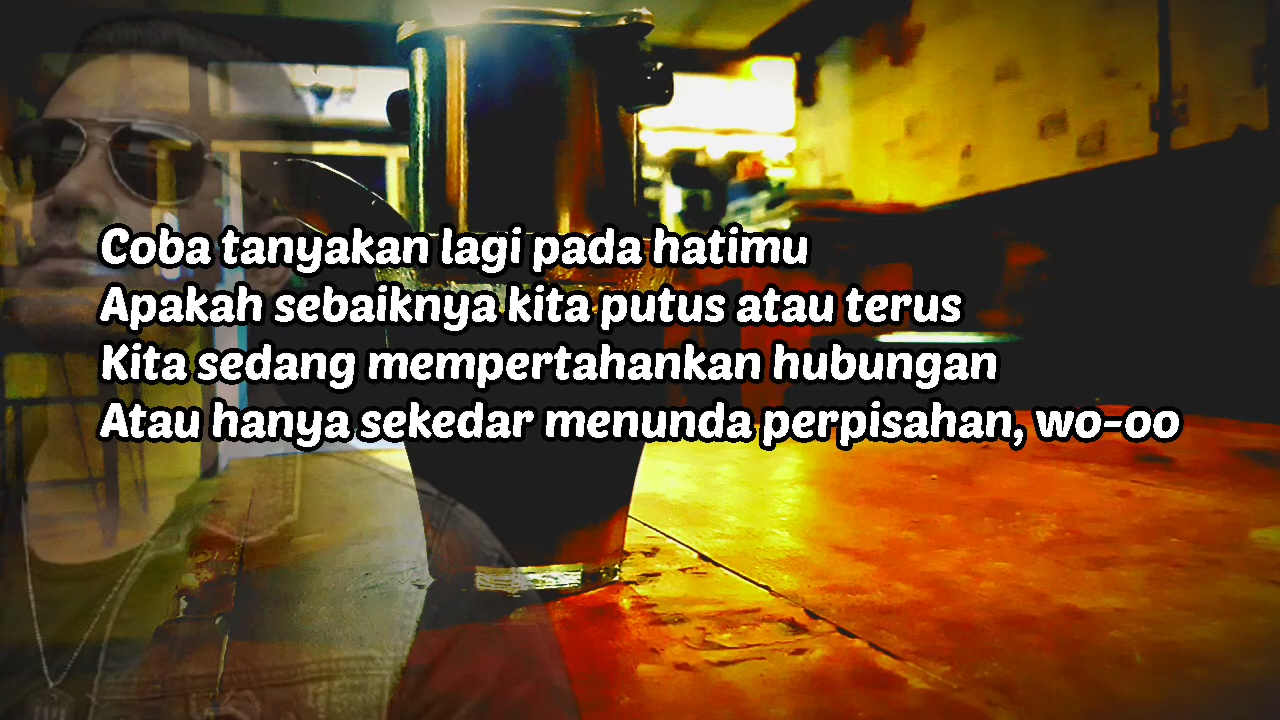 Coba tanyakan lagi pada hatimu
Apakah sebaiknya kita putus atau terus
Kita sedang mempertahankan hubungan
Atau hanya sekedar menunda perpisahan, wo-oo